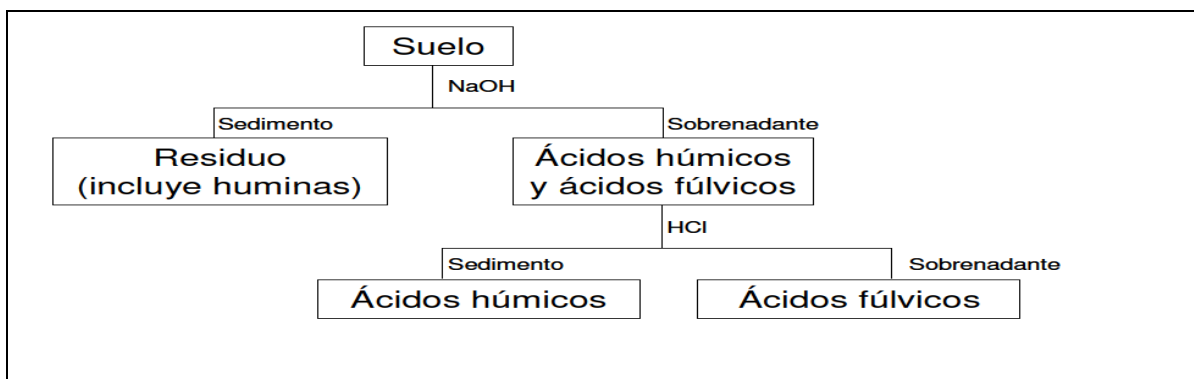 Suelo
NaOH
Sedimento
Sobrenadante
Residuo
(incluye huminas)
Ácidos húmicos
y ácidos fúlvicos
HCl
Sedimento
Sobrenadante
Ácidos húmicos
Ácidos fúlvicos